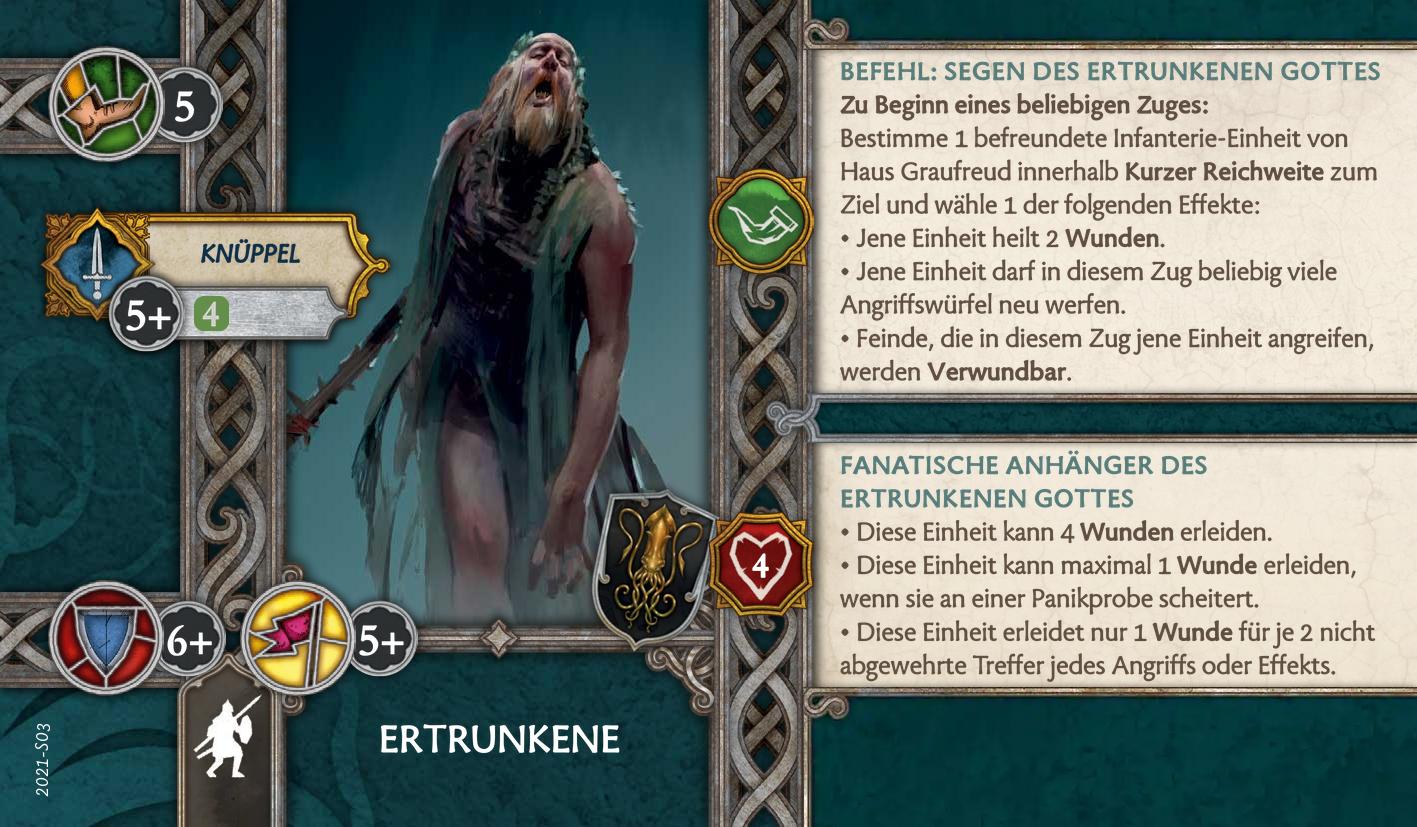 5
KNÜPPEL
5+
4
6+
5+
ERTRUNKENE
2021-S03
BEFEHL: SEGEN DES ERTRUNKENEN GOTTES
Zu Beginn eines beliebigen Zuges:
Bestimme 1 befreundete Infanterie-Einheit von
Haus Graufreud innerhalb Kurzer Reichweite zum
Ziel und wähle 1 der folgenden Effekte:
• Jene Einheit heilt 2 Wunden.
• Jene Einheit darf in diesem Zug beliebig viele
Angriffswürfel neu werfen.
• Feinde, die in diesem Zug jene Einheit angreifen,
werden Verwundbar.
4
FANATISCHE ANHÄNGER DES
ERTRUNKENEN GOTTES
• Diese Einheit kann 4 Wunden erleiden.
• Diese Einheit kann maximal 1 Wunde erleiden,
wenn sie an einer Panikprobe scheitert.
• Diese Einheit erleidet nur 1 Wunde für je 2 nicht
abgewehrte Treffer jedes Angriffs oder Effekts.